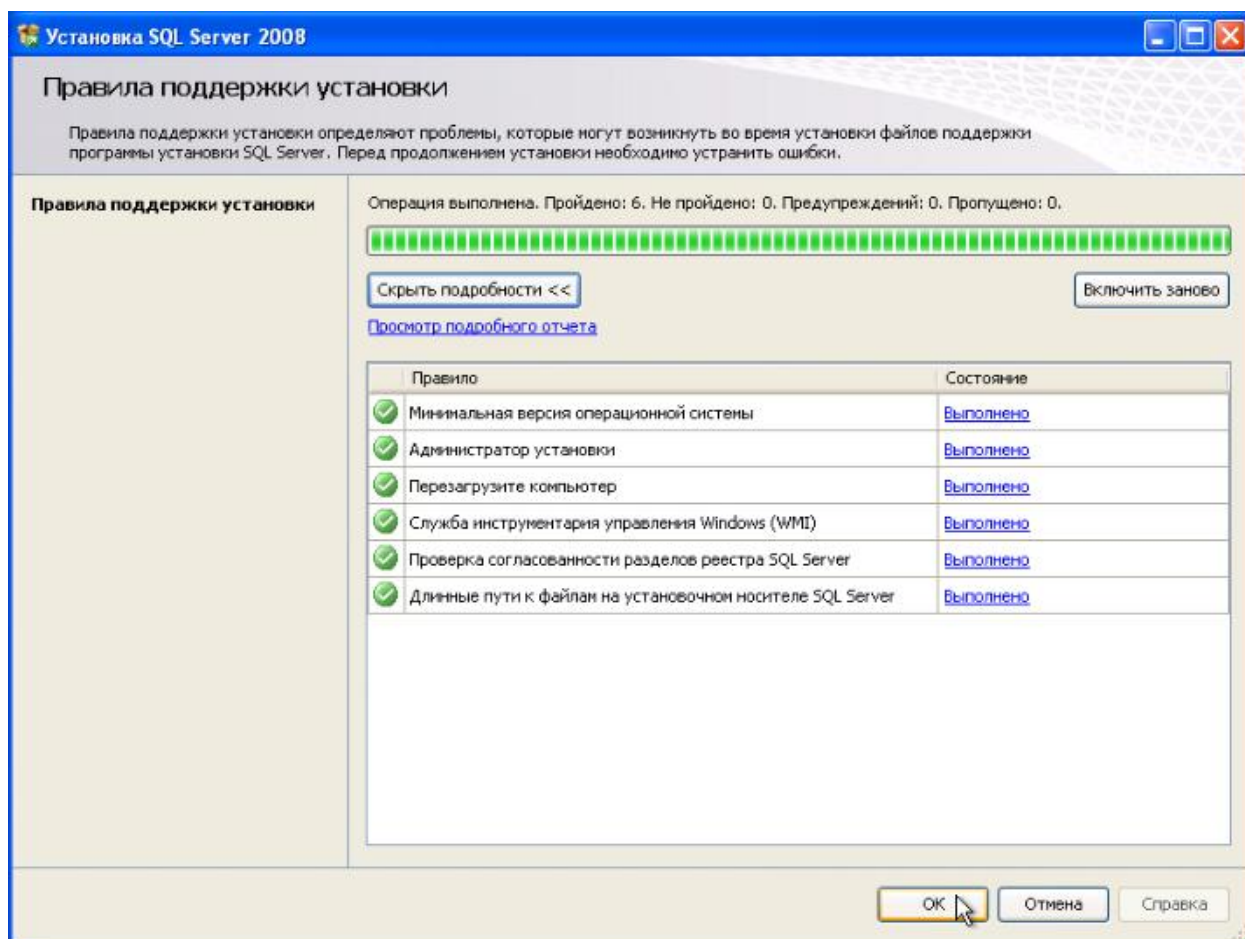 Установка SQL Server 2008
Правила поддержки установки
Правила поддержки установки определяют проблемы, которые могут возникнуть во время установки файлов поддержки
программы установки SQL Server. Перед продолжением установки необходимо устранить ошибки.
Правила поддержки установки
Операция выполнена. Пройдено: 6. Не пройдено: 0. Предупреждений: 0. Пропущено: 0.
Скрыть подробности <<
Включить заново
Просмотр подробного отчета
Правило Состояние
Минимальная версия операционной системы Выполнено
Администратор установки Выполнено
Перезагрузите компьютер Выполнено
Служба инструментария управления Windows (WMI) Выполнено
Проверка согласованности разделов реестра SQL Server Выполнено
Длинные пути к файлам на установочном носителе SQL Server Выполнено
OK Отмена Справка